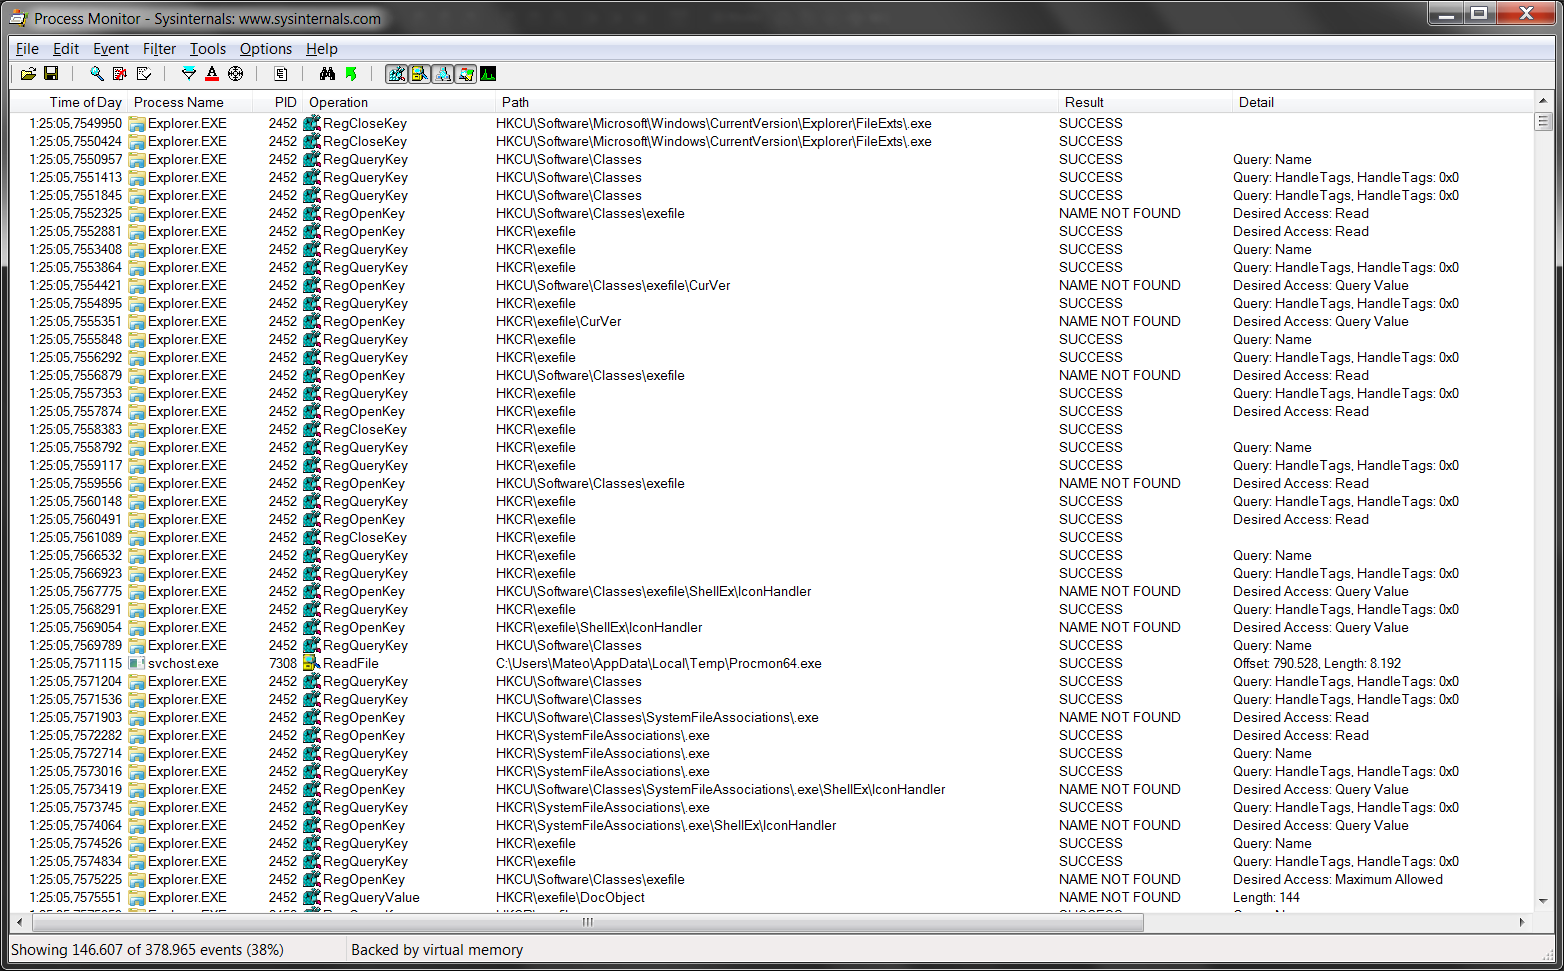 Process Monitor - Sysinternals: www.sysinternals.com
File Edit Event Filter Tools Options Help
Time of Day Process Name PID Operation Path Result Detail
1:25:05,7549950 Explorer.EXE 2452 RegCloseKey HKCU\Software\Microsoft\Windows\CurrentVersion\Explorer\FileExts\.exe SUCCESS
1:25:05,7550424 Explorer.EXE 2452 RegCloseKey HKCU\Software\Microsoft\Windows\CurrentVersion\Explorer\FileExts\.exe SUCCESS
1:25:05,7550957 Explorer.EXE 2452 RegQueryKey HKCU\Software\Classes SUCCESS Query: Name
1:25:05,7551413 Explorer.EXE 2452 RegQueryKey HKCU\Software\Classes SUCCESS Query: HandleTags, HandleTags: 0x0
1:25:05,7551845 Explorer.EXE 2452 RegQueryKey HKCU\Software\Classes SUCCESS Query: HandleTags, HandleTags: 0x0
1:25:05,7552325 Explorer.EXE 2452 RegOpenKey HKCU\Software\Classes\exefile NAME NOT FOUND Desired Access: Read
1:25:05,7552881 Explorer.EXE 2452 RegOpenKey HKCR\exefile SUCCESS Desired Access: Read
1:25:05,7553408 Explorer.EXE 2452 RegQueryKey HKCR\exefile SUCCESS Query: Name
1:25:05,7553864 Explorer.EXE 2452 RegQueryKey HKCR\exefile SUCCESS Query: HandleTags, HandleTags: 0x0
1:25:05,7554421 Explorer.EXE 2452 RegOpenKey HKCU\Software\Classes\exefile\CurVer NAME NOT FOUND Desired Access: Query Value
1:25:05,7554895 Explorer.EXE 2452 RegQueryKey HKCR\exefile SUCCESS Query: HandleTags, HandleTags: 0x0
1:25:05,7555351 Explorer.EXE 2452 RegOpenKey HKCR\exefile\CurVer NAME NOT FOUND Desired Access: Query Value
1:25:05,7555848 Explorer.EXE 2452 RegQueryKey HKCR\exefile SUCCESS Query: Name
1:25:05,7556292 Explorer.EXE 2452 RegQueryKey HKCR\exefile SUCCESS Query: HandleTags, HandleTags: 0x0
1:25:05,7556879 Explorer.EXE 2452 RegOpenKey HKCU\Software\Classes\exefile NAME NOT FOUND Desired Access: Read
1:25:05,7557353 Explorer.EXE 2452 RegQueryKey HKCR\exefile SUCCESS Query: HandleTags, HandleTags: 0x0
1:25:05,7557874 Explorer.EXE 2452 RegOpenKey HKCR\exefile SUCCESS Desired Access: Read
1:25:05,7558383 Explorer.EXE 2452 RegCloseKey HKCR\exefile SUCCESS
1:25:05,7558792 Explorer.EXE 2452 RegQueryKey HKCR\exefile SUCCESS Query: Name
1:25:05,7559117 Explorer.EXE 2452 RegQueryKey HKCR\exefile SUCCESS Query: HandleTags, HandleTags: 0x0
1:25:05,7559556 Explorer.EXE 2452 RegOpenKey HKCU\Software\Classes\exefile NAME NOT FOUND Desired Access: Read
1:25:05,7560148 Explorer.EXE 2452 RegQueryKey HKCR\exefile SUCCESS Query: HandleTags, HandleTags: 0x0
1:25:05,7560491 Explorer.EXE 2452 RegOpenKey HKCR\exefile SUCCESS Desired Access: Read
1:25:05,7561089 Explorer.EXE 2452 RegCloseKey HKCR\exefile SUCCESS
1:25:05,7566532 Explorer.EXE 2452 RegQueryKey HKCR\exefile SUCCESS Query: Name
1:25:05,7566923 Explorer.EXE 2452 RegQueryKey HKCR\exefile SUCCESS Query: HandleTags, HandleTags: 0x0
1:25:05,7567775 Explorer.EXE 2452 RegOpenKey HKCU\Software\Classes\exefile\ShellEx\IconHandler NAME NOT FOUND Desired Access: Query Value
1:25:05,7568291 Explorer.EXE 2452 RegQueryKey HKCR\exefile SUCCESS Query: HandleTags, HandleTags: 0x0
1:25:05,7569054 Explorer.EXE 2452 RegOpenKey HKCR\exefile\ShellEx\IconHandler NAME NOT FOUND Desired Access: Query Value
1:25:05,7569789 Explorer.EXE 2452 RegQueryKey HKCU\Software\Classes SUCCESS Query: Name
1:25:05,7571115 svchost.exe 7308 ReadFile C:\Users\Mateo\AppData\Local\Temp\Procmon64.exe SUCCESS Offset: 790.528, Length: 8.192
1:25:05,7571204 Explorer.EXE 2452 RegQueryKey HKCU\Software\Classes SUCCESS Query: HandleTags, HandleTags: 0x0
1:25:05,7571536 Explorer.EXE 2452 RegQueryKey HKCU\Software\Classes SUCCESS Query: HandleTags, HandleTags: 0x0
1:25:05,7571903 Explorer.EXE 2452 RegOpenKey HKCU\Software\Classes\SystemFileAssociations\.exe NAME NOT FOUND Desired Access: Read
1:25:05,7572282 Explorer.EXE 2452 RegOpenKey HKCR\SystemFileAssociations\.exe SUCCESS Desired Access: Read
1:25:05,7572714 Explorer.EXE 2452 RegQueryKey HKCR\SystemFileAssociations\.exe SUCCESS Query: Name
1:25:05,7573016 Explorer.EXE 2452 RegQueryKey HKCR\SystemFileAssociations\.exe SUCCESS Query: HandleTags, HandleTags: 0x0
1:25:05,7573419 Explorer.EXE 2452 RegOpenKey HKCU\Software\Classes\SystemFileAssociations\.exe\ShellEx\IconHandler NAME NOT FOUND Desired Access: Query Value
1:25:05,7573745 Explorer.EXE 2452 RegQueryKey HKCR\SystemFileAssociations\.exe SUCCESS Query: HandleTags, HandleTags: 0x0
1:25:05,7574064 Explorer.EXE 2452 RegOpenKey HKCR\SystemFileAssociations\.exe\ShellEx\IconHandler NAME NOT FOUND Desired Access: Query Value
1:25:05,7574526 Explorer.EXE 2452 RegQueryKey HKCR\exefile SUCCESS Query: Name
1:25:05,7574834 Explorer.EXE 2452 RegQueryKey HKCR\exefile SUCCESS Query: HandleTags, HandleTags: 0x0
1:25:05,7575225 Explorer.EXE 2452 RegOpenKey HKCU\Software\Classes\exefile NAME NOT FOUND Desired Access: Maximum Allowed
1:25:05,7575551 Explorer.EXE 2452 RegQueryValue HKCR\exefile\DocObject NAME NOT FOUND Length: 144
Showing 146.607 of 378.965 events (38%) Backed by virtual memory